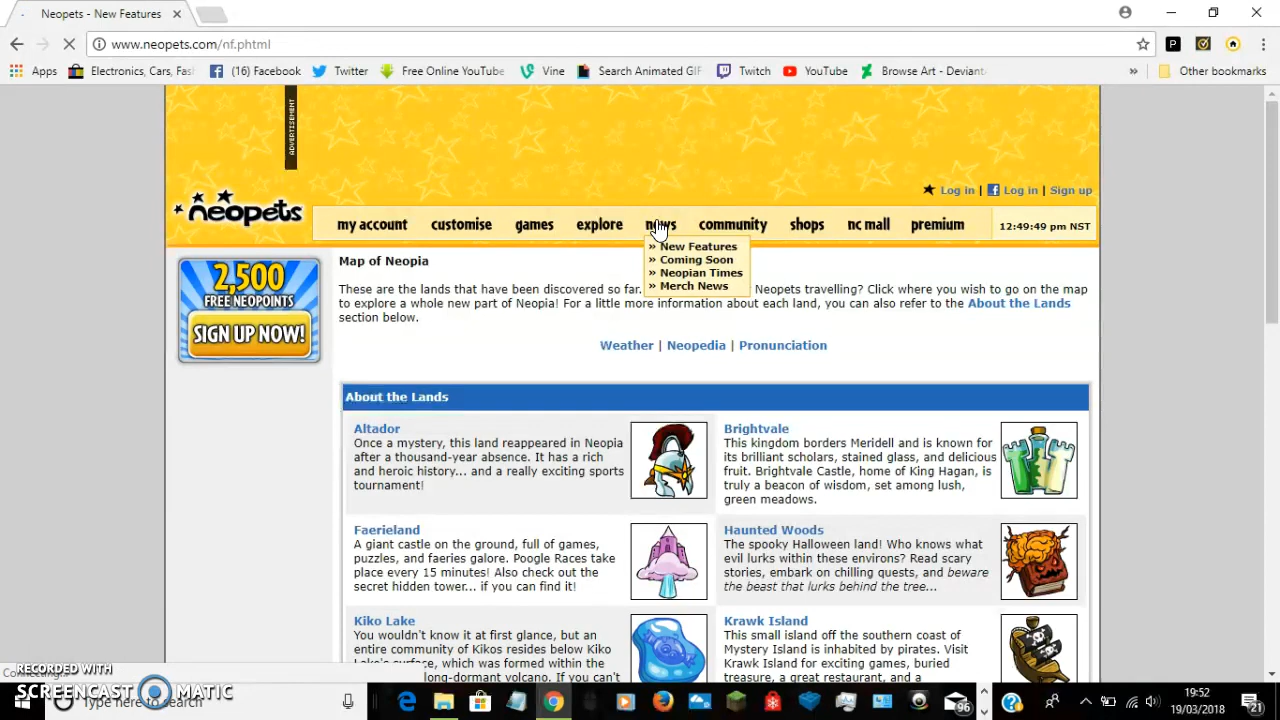 Neopets - New Features
www.neopets.com/nf.phtml
Apps Electronics, Cars, Fas (16) Facebook Twitter Free Online YouTube Vine Search Animated GIF Twitch YouTube Browse Art - Deviant » Other bookmarks
ADVERTISEMENT
Log in | Log in | Sign up
neopets
my account customise games explore news community shops nc mall premium 12:49:49 pm NST
» New Features
» Coming Soon
» Neopian Times
» Merch News
2,500
FREE NEOPOINTS
SIGN UP NOW!
Map of Neopia
These are the lands that have been discovered so far. Neopets travelling? Click where you wish to go on the map
to explore a whole new part of Neopia! For a little more information about each land, you can also refer to the About the Lands
section below.
Weather | Neopedia | Pronunciation
About the Lands
Altador
Once a mystery, this land reappeared in Neopia
after a thousand-year absence. It has a rich
and heroic history... and a really exciting sports
tournament!
Brightvale
This kingdom borders Meridell and is known for
its brilliant scholars, stained glass, and delicious
fruit. Brightvale Castle, home of King Hagan, is
truly a beacon of wisdom, set among lush,
green meadows.
Faerieland
A giant castle on the ground, full of games,
puzzles, and faeries galore. Poogle Races take
place every 15 minutes! Also check out the
secret hidden tower... if you can find it!
Haunted Woods
The spooky Halloween land! Who knows what
evil lurks within these environs? Read scary
stories, embark on chilling quests, and beware
the beast that lurks behind the tree...
Kiko Lake
You wouldn't know it at first glance, but an
entire community of Kikos resides below Kiko
Lake's surface, which was formed within the
long-dormant volcano. If you can't
Krawk Island
This small island off the southern coast of
Mystery Island is inhabited by pirates. Visit
Krawk Island for exciting games, buried
treasure, a great restaurant, and a
Connecting...
RECORDED WITH
SCREENCAST MATIC
Type here to search
96
19:52
19/03/2018
21